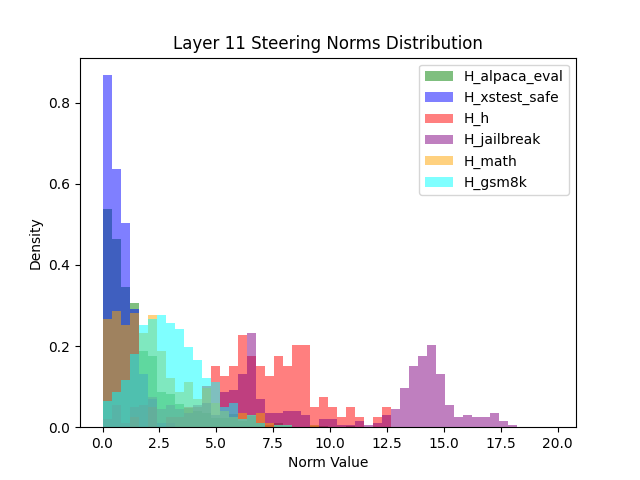 Layer 11 Steering Norms Distribution
H_alpaca_eval
H_xstest_safe
H_h
H_jailbreak
H_math
H_gsm8k
0.8
0.6
0.4
0.2
0.0
Density
0.0 2.5 5.0 7.5 10.0 12.5 15.0 17.5 20.0
Norm Value